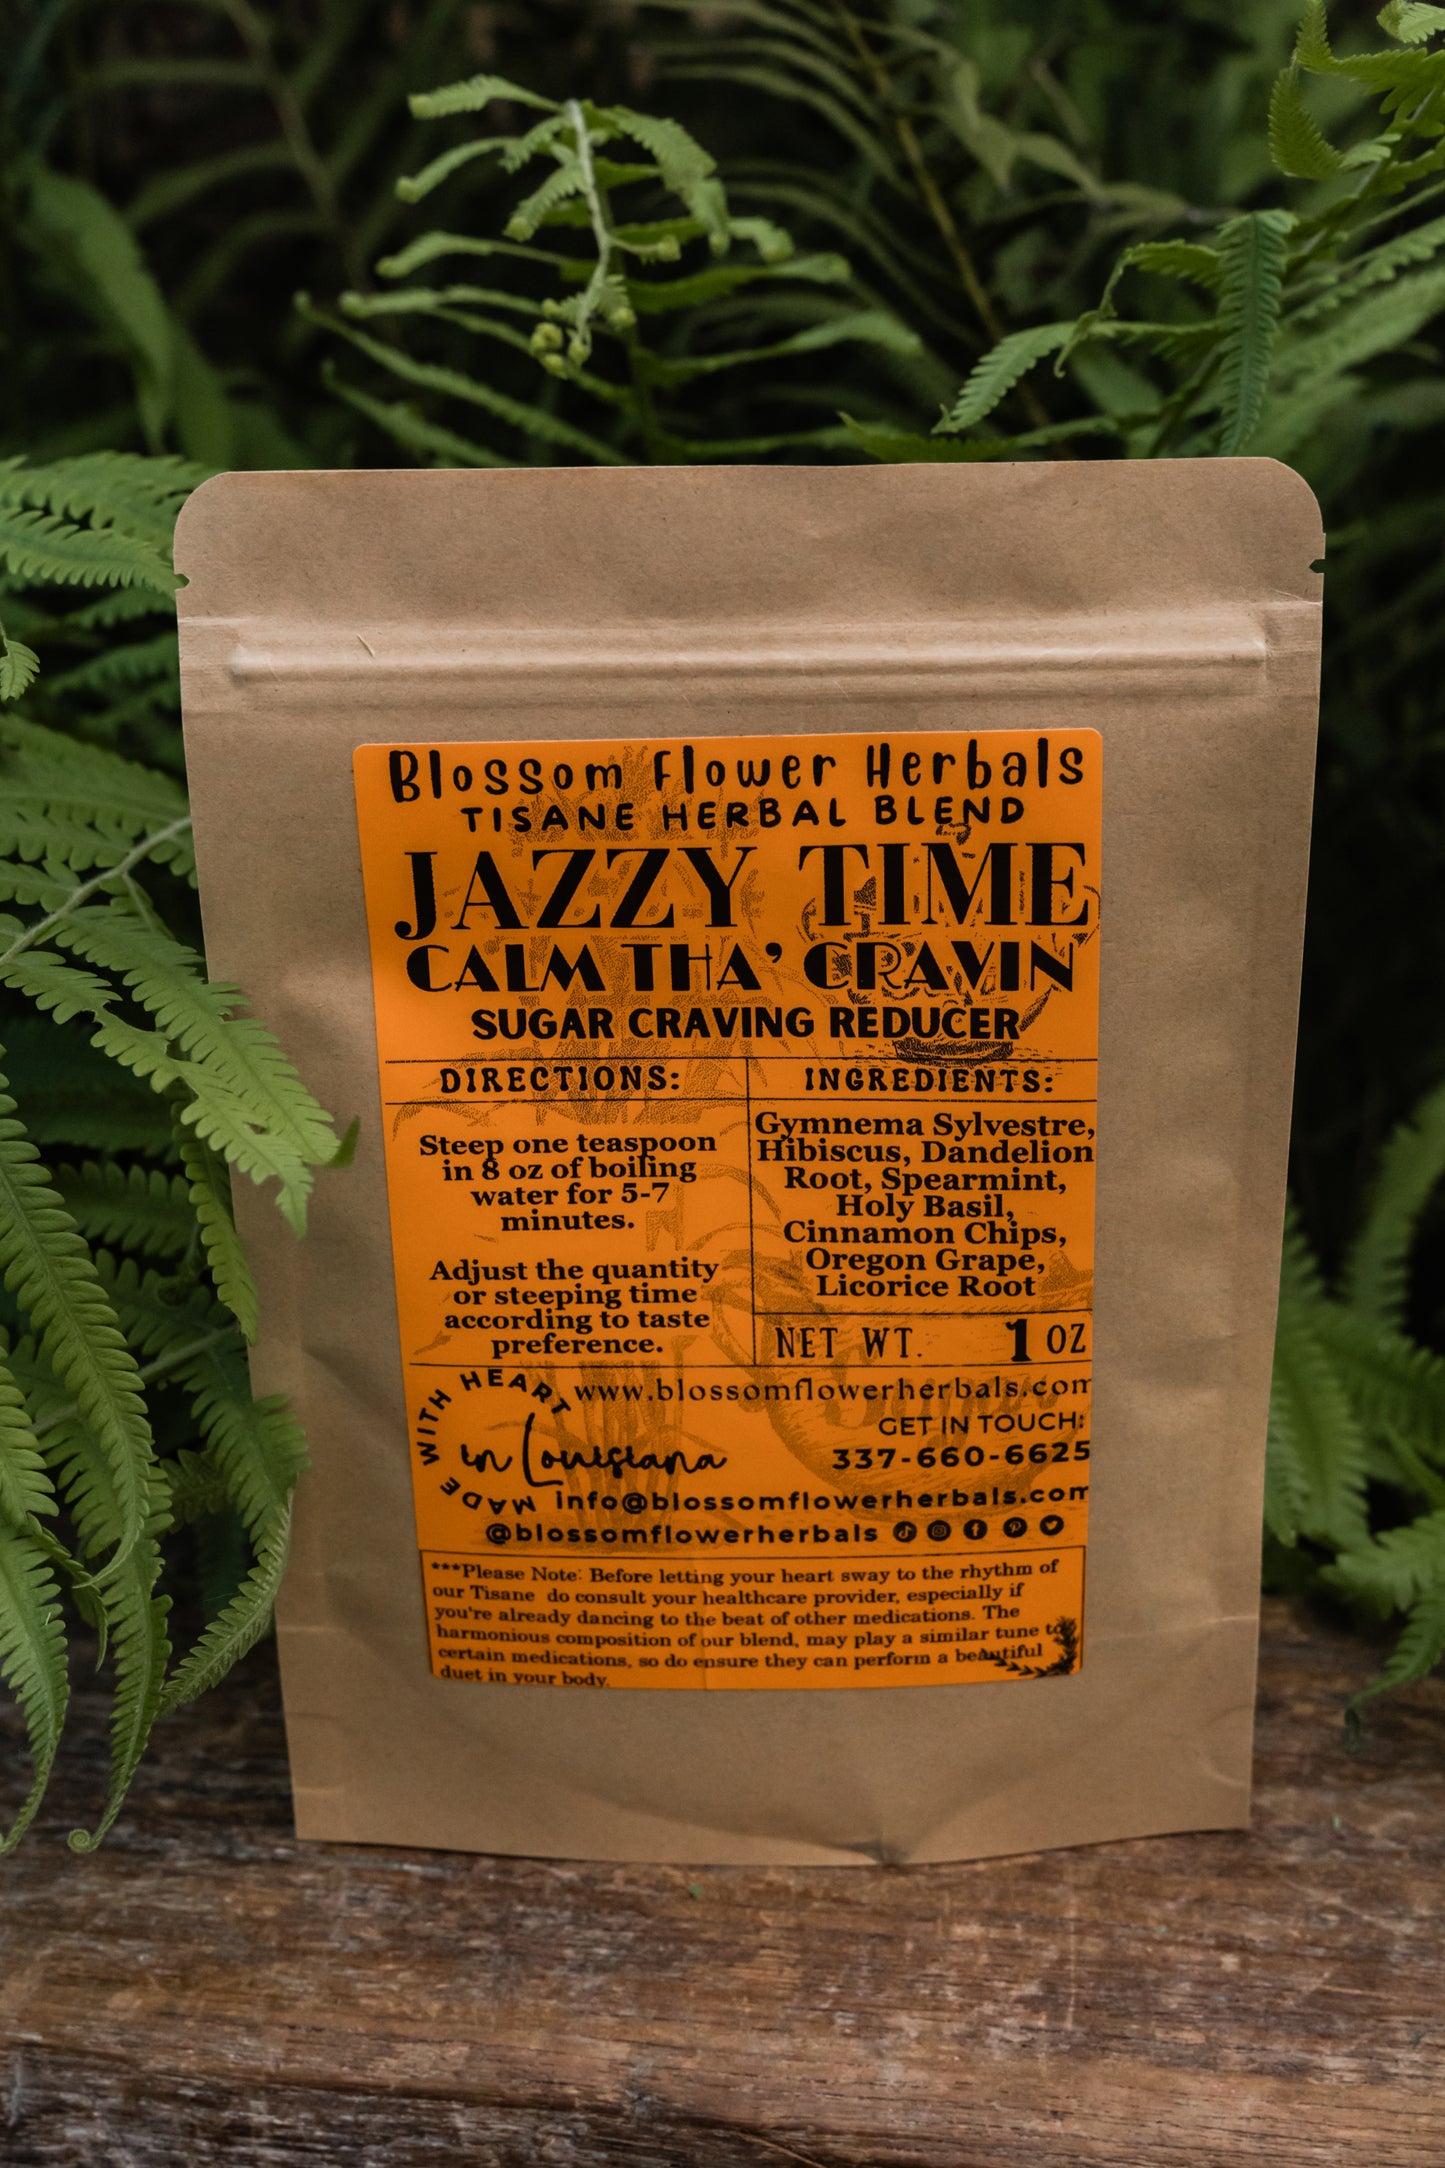 Blossom Flower Herbals
TISANE HERBAL BLEND
JAZZY TIME
CALM THA' CRAVIN
SUGAR CRAVING REDUCER
DIRECTIONS:
Steep one teaspoon
in 8 oz of boiling
water for 5-7
minutes.
Adjust the quantity
or steeping time
according to taste
preference.
INGREDIENTS:
Gymnema Sylvestre,
Hibiscus, Dandelion
Root, Spearmint,
Holy Basil,
Cinnamon Chips,
Oregon Grape,
Licorice Root
NET WT. 1 OZ
MADE WITH HEART
in Louisiana
www.blossomflowerherbals.com
GET IN TOUCH:
337-660-6625
info@blossomflowerherbals.com
@blossomflowerherbals
***Please Note: Before letting your heart sway to the rhythm of
our Tisane do consult your healthcare provider, especially if
you're already dancing to the beat of other medications. The
harmonious composition of our blend, may play a similar tune to
certain medications, so do ensure they can perform a beautiful
duet in your body.